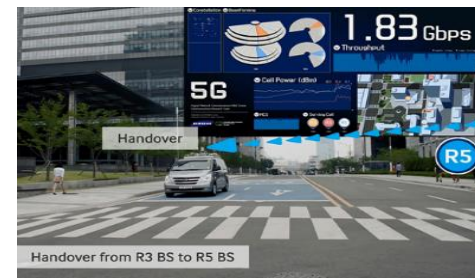 Constellation
Beamforming
1.83 Gbps
Throughput
5G
Cell Power (dBm)
MCS
Serving Cell
Handover
R5
Handover from R3 BS to R5 BS